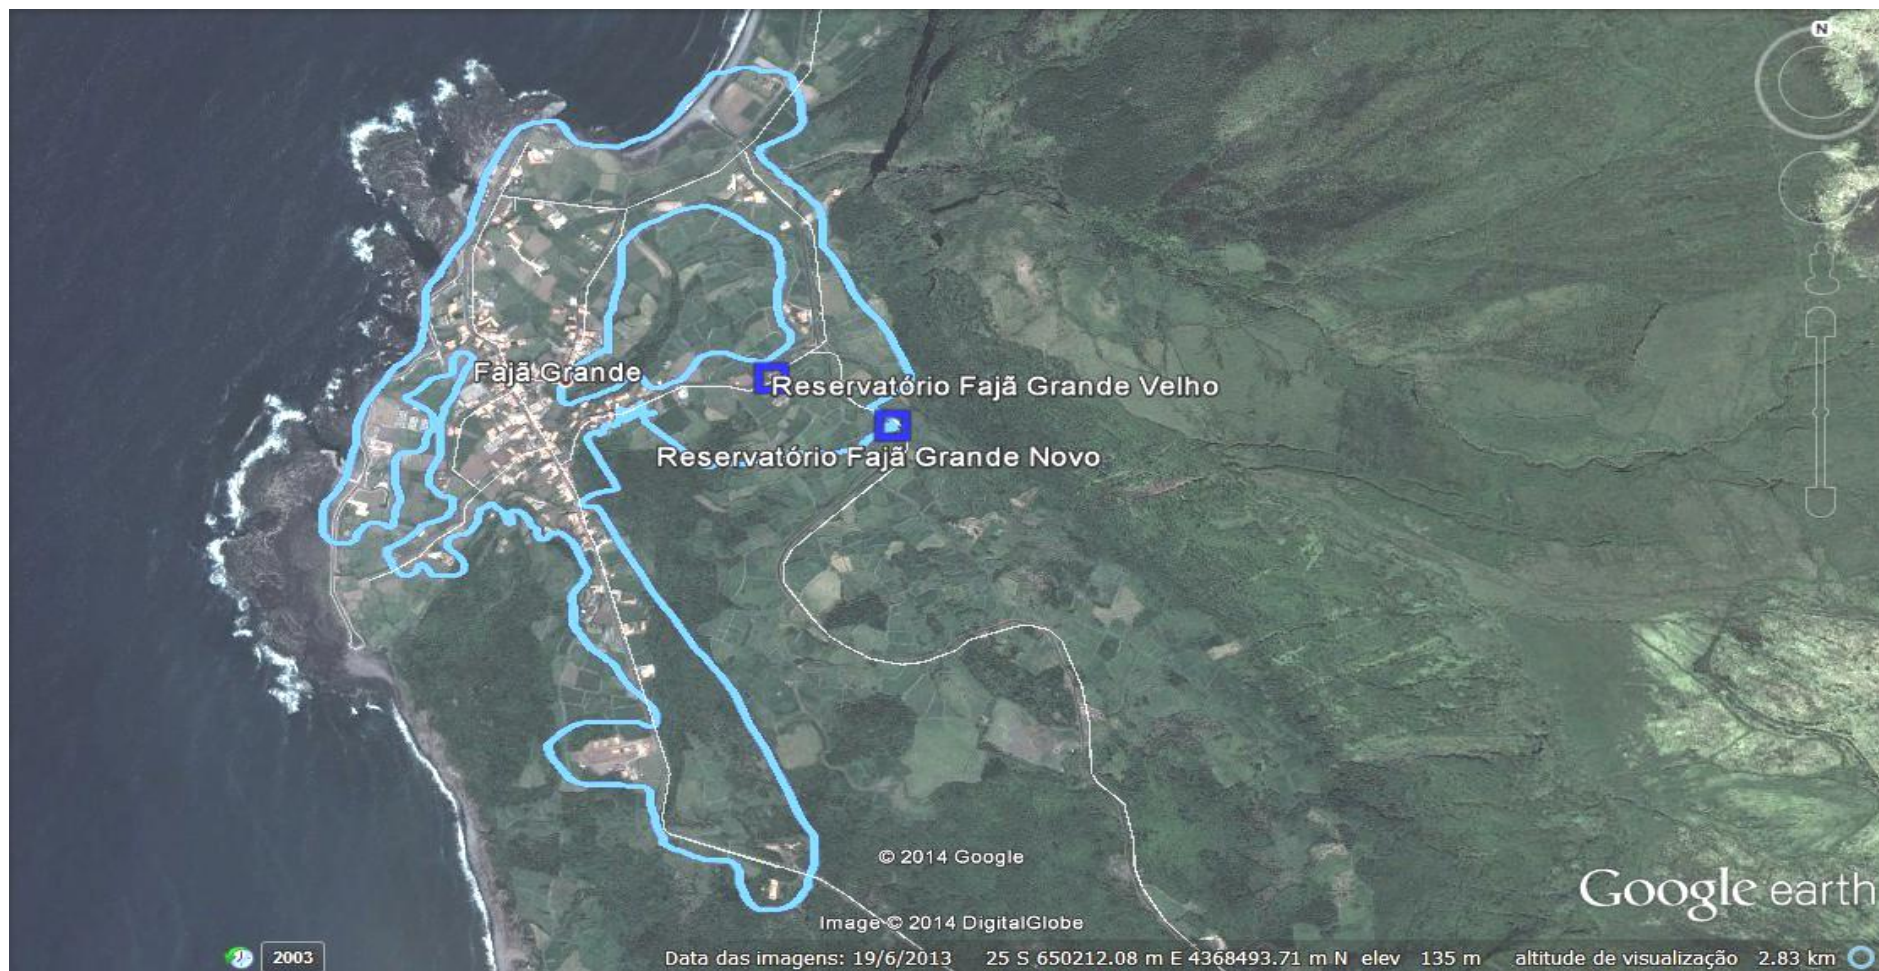 N
Fajã Grande
Reservatório Fajã Grande Velho
Reservatório Fajã Grande Novo
© 2014 Google
Google earth
Image © 2014 DigitalGlobe
2003
Data das imagens: 19/6/2013 25 S 650212.08 m E 4368493.71 m N elev 135 m altitude de visualização 2.83 km